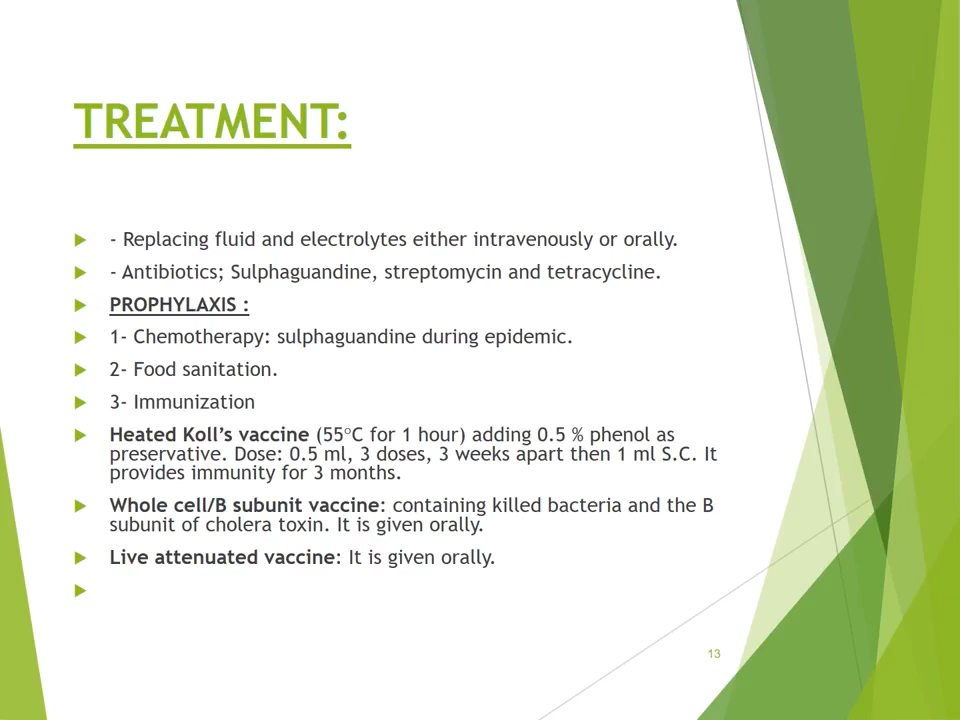 TREATMENT:
- Replacing fluid and electrolytes either intravenously or orally.
- Antibiotics; Sulphaguandine, streptomycin and tetracycline.
PROPHYLAXIS :
1- Chemotherapy: sulphaguandine during epidemic.
2- Food sanitation.
3- Immunization
Heated Koll’s vaccine (55°C for 1 hour) adding 0.5 % phenol as
preservative. Dose: 0.5 ml, 3 doses, 3 weeks apart then 1 ml S.C. It
provides immunity for 3 months.
Whole cell/B subunit vaccine: containing killed bacteria and the B
subunit of cholera toxin. It is given orally.
Live attenuated vaccine: It is given orally.
13